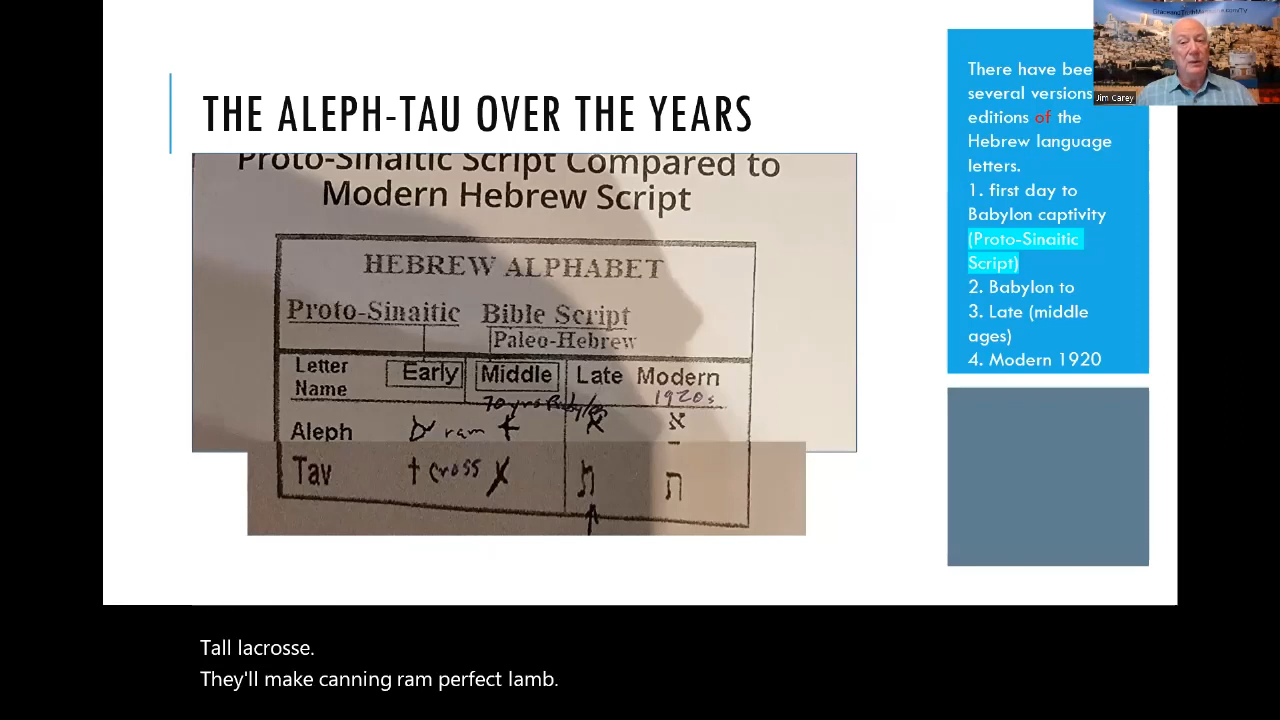 THE ALEPH-TAU OVER THE YEARS
Proto-Sinaitic Script Compared to
Modern Hebrew Script
HEBREW ALPHABET
Proto-Sinaitic Bible Script
Paleo-Hebrew
Letter Name Early Middle Late Modern
1920s
Aleph ram א א
Tav † cross X ת ת
There have bee
several versions
editions of the
Hebrew language
letters.
1. first day to
Babylon captivity
(Proto-Sinaitic
Script)
2. Babylon to
3. Late (middle
ages)
4. Modern 1920
Jim Carey
Tall lacrosse.
They'll make canning ram perfect lamb.